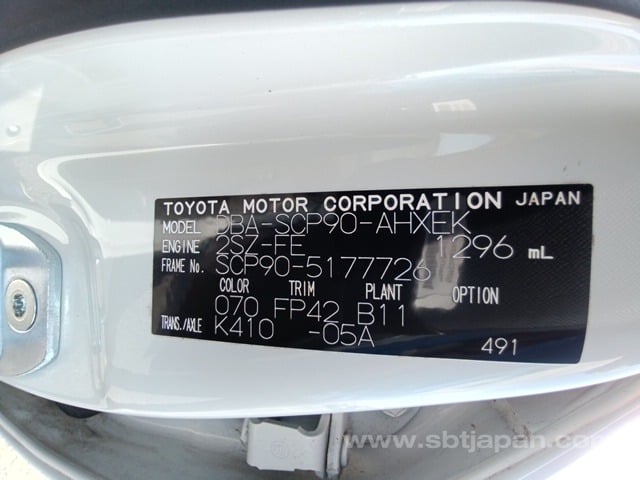 TOYOTA MOTOR CORPORATION JAPAN
MODEL DBA-SCP90-AHXEK
ENGINE 2SZ-FE 1296 mL
FRAME No. SCP90-5177726
COLOR TRIM PLANT OPTION
070 FP42 B11
TRANS./AXLE K410 -05A
491
www.sbtjapan.com